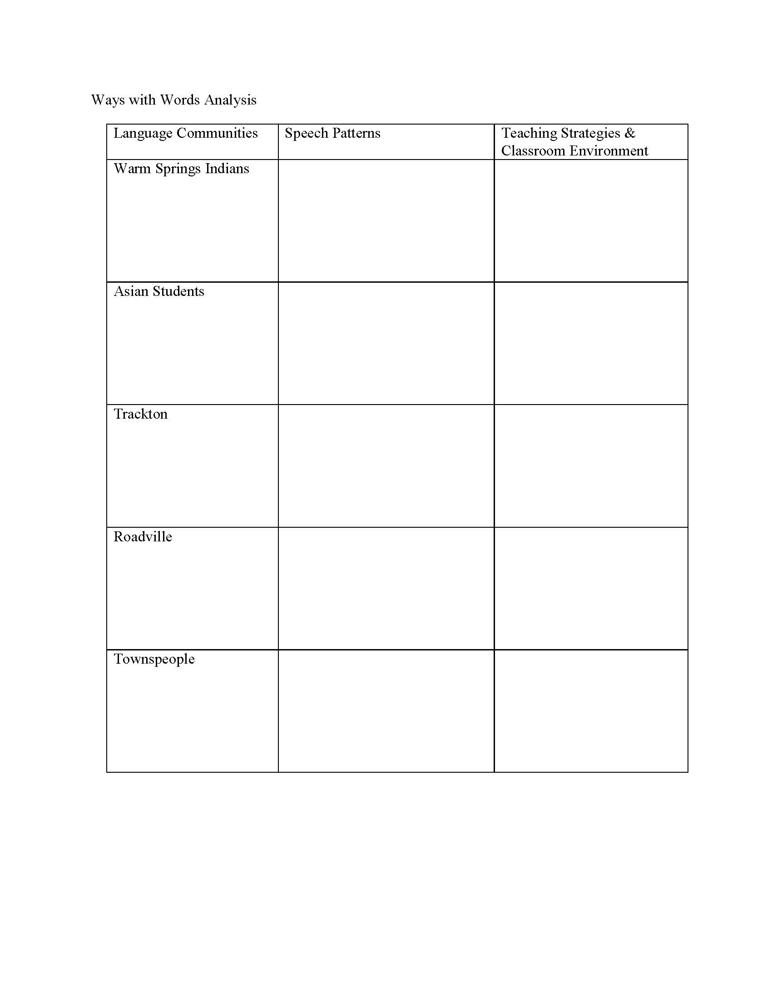 Ways with Words Analysis
Language Communities
Speech Patterns
Teaching Strategies &
Classroom Environment
Warm Springs Indians
Asian Students
Trackton
Roadville
Townspeople